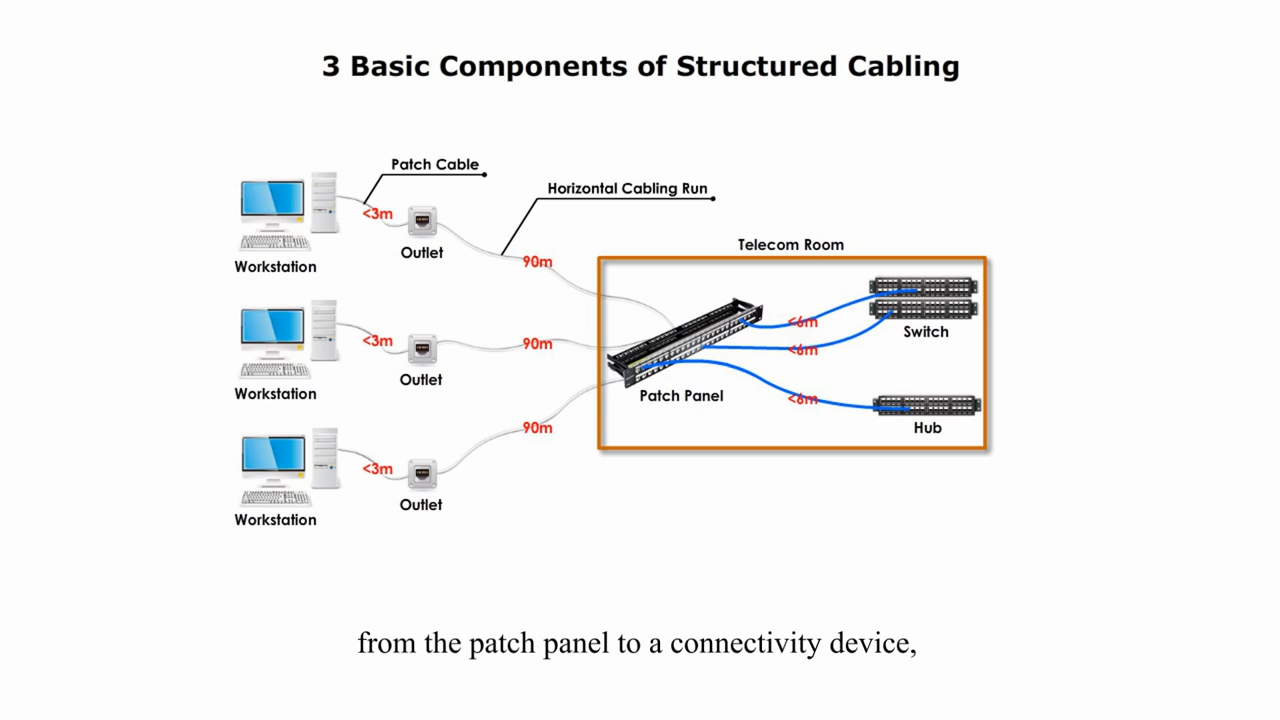 3 Basic Components of Structured Cabling
Patch Cable
Horizontal Cabling Run
<3m
Outlet
Workstation
90m
Telecom Room
<3m
Outlet
Workstation
90m
<6m
<6m
Switch
Patch Panel
<6m
Hub
90m
<3m
Outlet
Workstation
from the patch panel to a connectivity device,